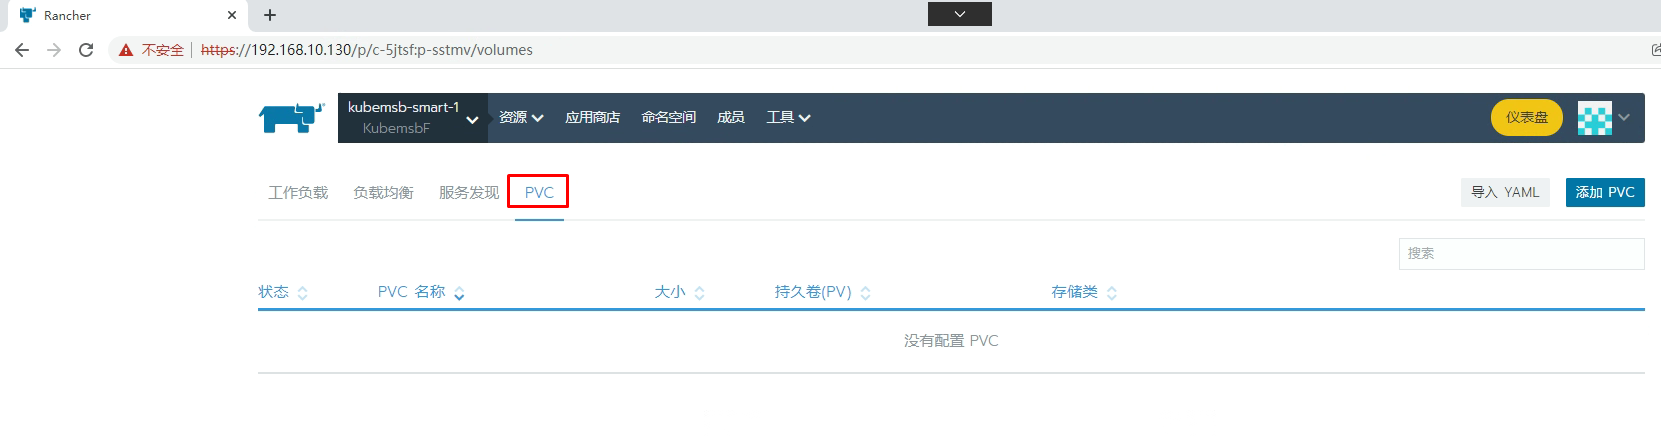 Rancher
不安全 https://192.168.10.130/p/c-5jtsf:p-sstmv/volumes
kubemsb-smart-1
KubemsbF
资源 应用商店 命名空间 成员 工具 仪表盘
工作负载 负载均衡 服务发现 PVC 导入 YAML 添加 PVC
搜索
状态 PVC 名称 大小 持久卷(PV) 存储类
没有配置 PVC